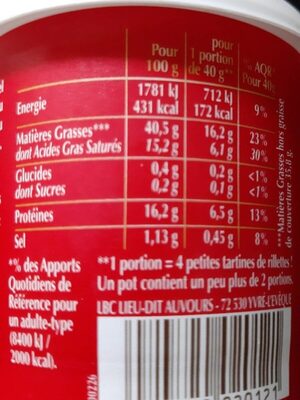 Pour 100 g
pour 1 portion de 40 g**
AQR*
Pour 40g
Energie 1781 kJ 712 kJ 9%
431 kcal 172 kcal
Matières Grasses*** 40,5 g 16,2 g 23%
dont Acides Gras Saturés 15,2 g 6,1 g 30%
Glucides 0,4 g 0,2 g <1%
dont Sucres 0,2 g 0,1 g <1%
Protéines 16,2 g 6,5 g 13%
Sel 1,13 g 0,45 g 8%
***Matières Grasses hors graisse
de couverture 35,8 g
*% des Apports
Quotidiens de
Référence pour
un adulte-type
(8400 kJ /
2000 kcal).
**1 portion = 4 petites tartines de rillettes !
Un pot contient un peu plus de 2 portions.
LBC LIEU-DIT AUVOURS - 72 530 YVRÉ-L'EVÊQUE